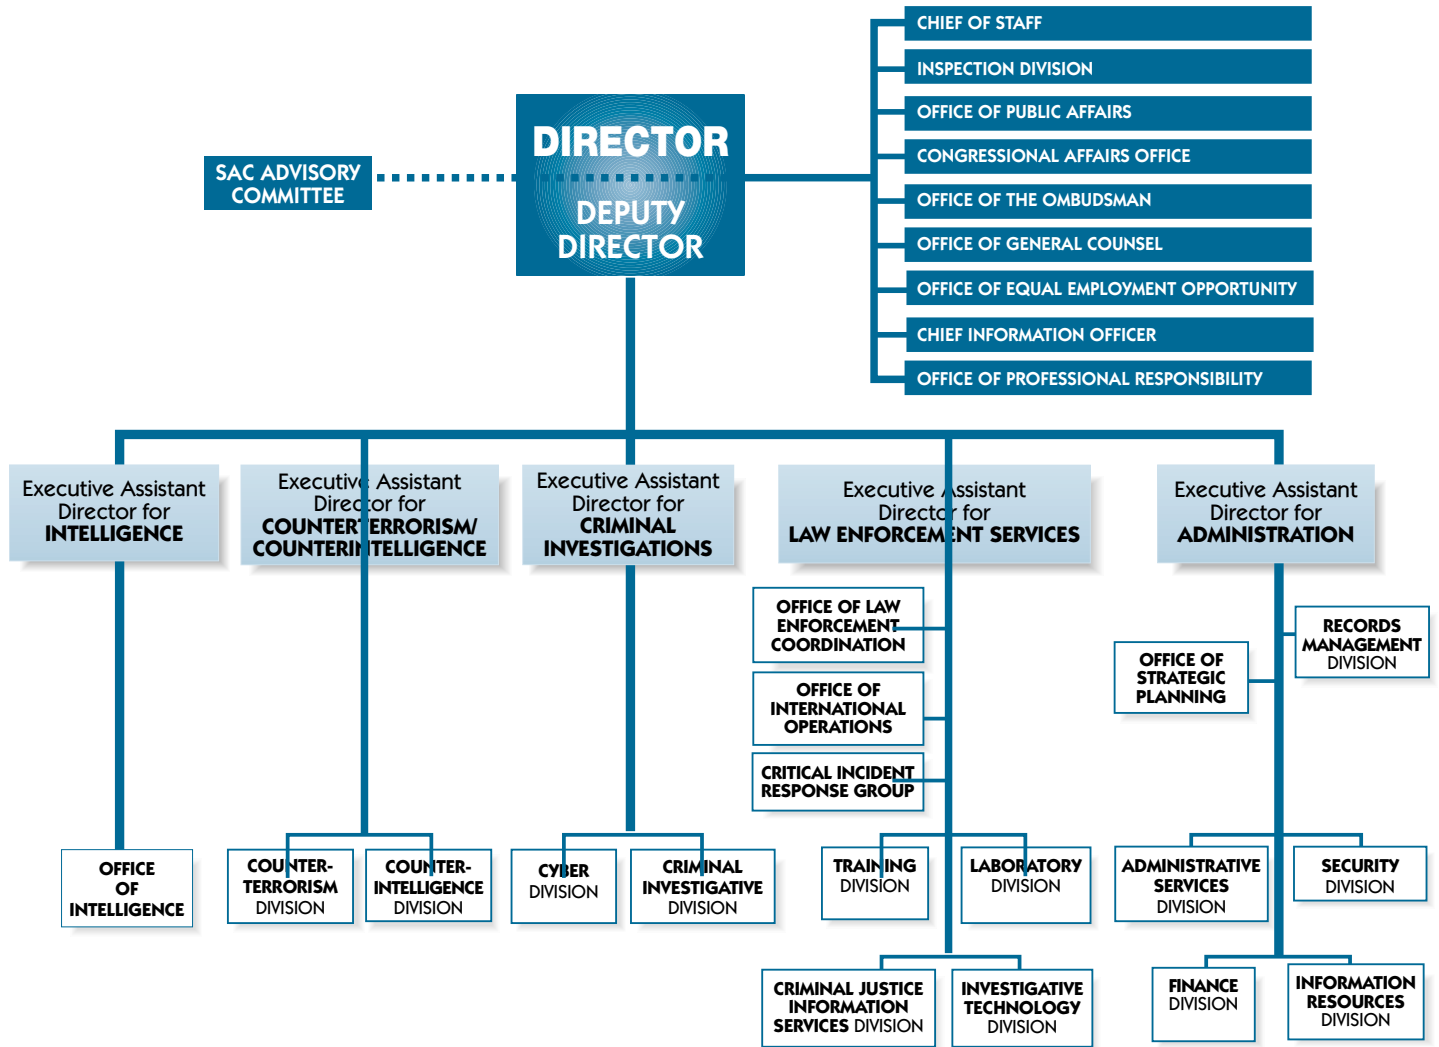 CHIEF OF STAFF
INSPECTION DIVISION
OFFICE OF PUBLIC AFFAIRS
CONGRESSIONAL AFFAIRS OFFICE
OFFICE OF THE OMBUDSMAN
OFFICE OF GENERAL COUNSEL
OFFICE OF EQUAL EMPLOYMENT OPPORTUNITY
CHIEF INFORMATION OFFICER
OFFICE OF PROFESSIONAL RESPONSIBILITY
DIRECTOR
DEPUTY
DIRECTOR
SAC ADVISORY
COMMITTEE
Executive Assistant
Director for
INTELLIGENCE
Executive Assistant
Director for
COUNTERTERRORISM/
COUNTERINTELLIGENCE
Executive Assistant
Director for
CRIMINAL
INVESTIGATIONS
Executive Assistant
Director for
LAW ENFORCEMENT SERVICES
Executive Assistant
Director for
ADMINISTRATION
OFFICE OF LAW
ENFORCEMENT
COORDINATION
OFFICE OF
INTERNATIONAL
OPERATIONS
CRITICAL INCIDENT
RESPONSE GROUP
RECORDS
MANAGEMENT
DIVISION
OFFICE OF
STRATEGIC
PLANNING
OFFICE
OF
INTELLIGENCE
COUNTER-
TERRORISM
DIVISION
COUNTER-
INTELLIGENCE
DIVISION
CYBER
DIVISION
CRIMINAL
INVESTIGATIVE
DIVISION
TRAINING
DIVISION
LABORATORY
DIVISION
ADMINISTRATIVE
SERVICES
DIVISION
SECURITY
DIVISION
CRIMINAL JUSTICE
INFORMATION
SERVICES DIVISION
INVESTIGATIVE
TECHNOLOGY
DIVISION
FINANCE
DIVISION
INFORMATION
RESOURCES
DIVISION